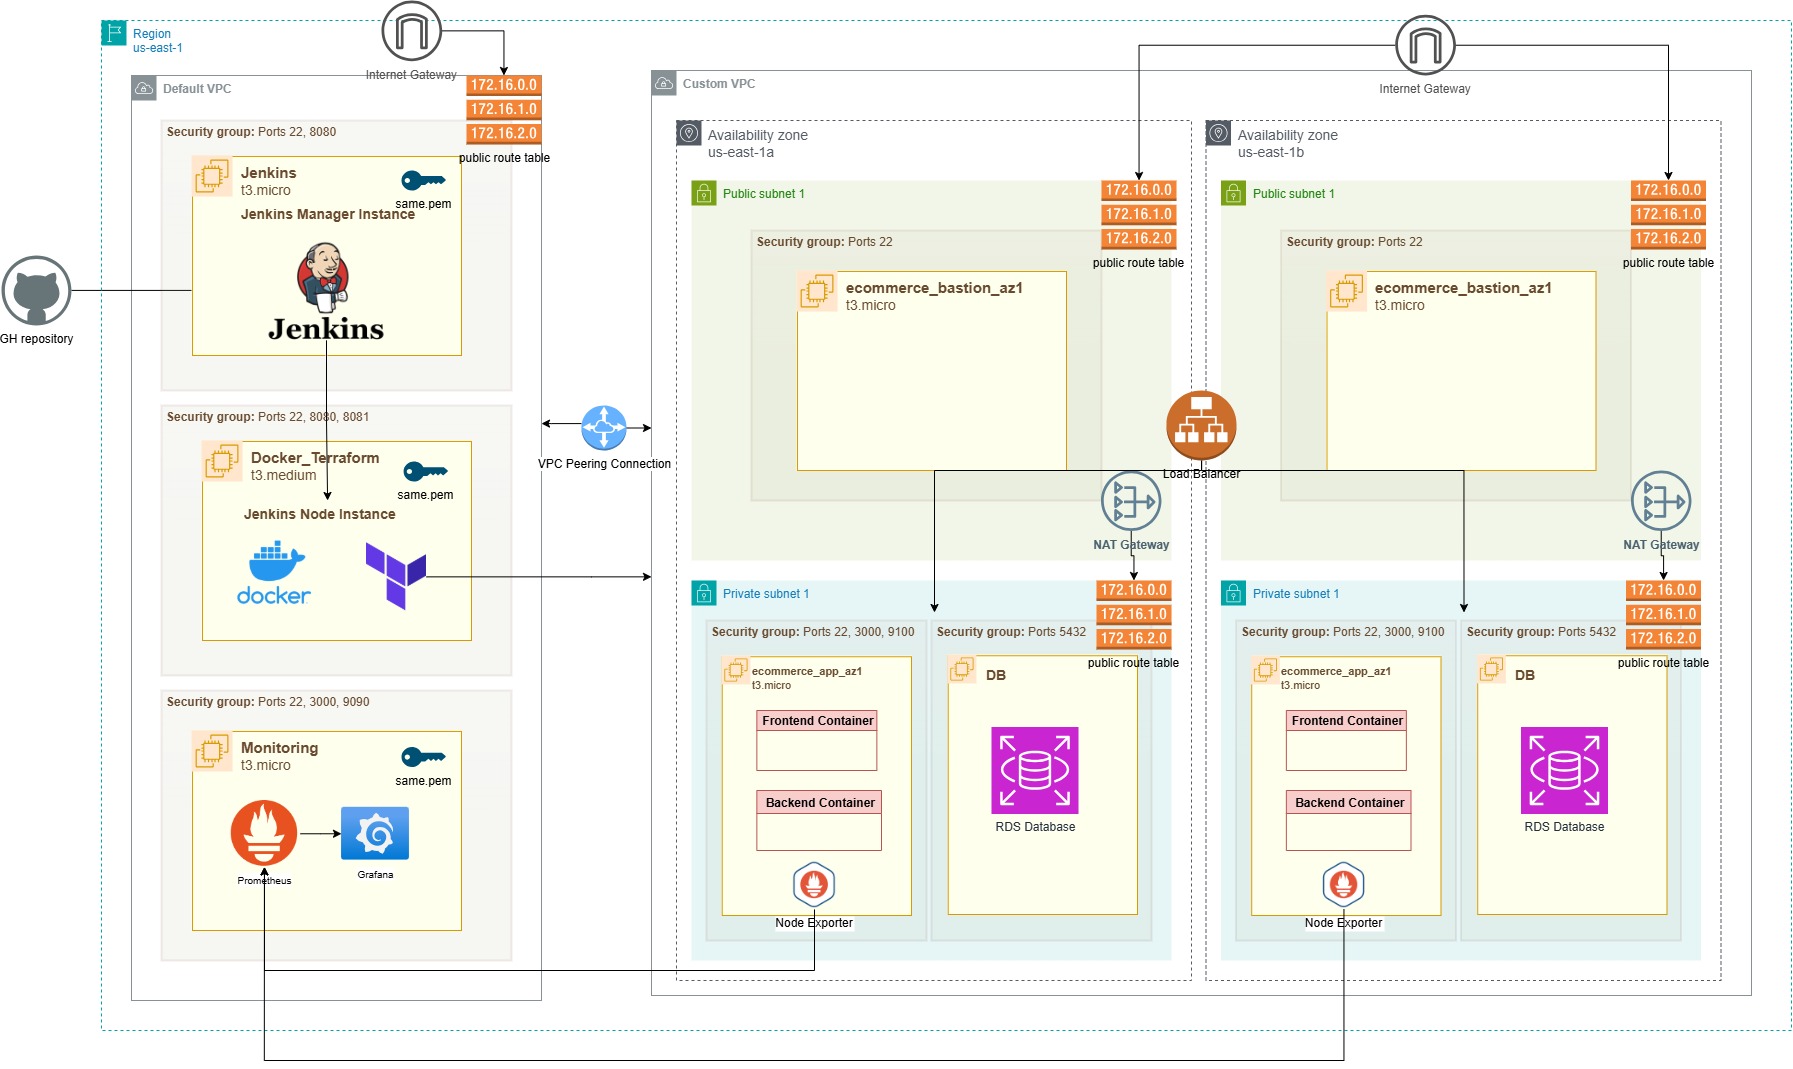 Region
us-east-1
Internet Gateway
Default VPC
172.16.0.0
172.16.1.0
172.16.2.0
public route table
Security group: Ports 22, 8080
Jenkins
t3.micro
same.pem
Jenkins Manager Instance
Jenkins
GH repository
Security group: Ports 22, 8080, 8081
Docker_Terraform
t3.medium
same.pem
Jenkins Node Instance
docker
Security group: Ports 22, 3000, 9090
Monitoring
t3.micro
same.pem
Prometheus
Grafana
VPC Peering Connection
Internet Gateway
Custom VPC
Availability zone
us-east-1a
Public subnet 1
172.16.0.0
172.16.1.0
172.16.2.0
public route table
Security group: Ports 22
ecommerce_bastion_az1
t3.micro
Load Balancer
NAT Gateway
Private subnet 1
172.16.0.0
172.16.1.0
172.16.2.0
public route table
Security group: Ports 22, 3000, 9100
ecommerce_app_az1
t3.micro
Frontend Container
Backend Container
Node Exporter
Security group: Ports 5432
DB
RDS Database
Availability zone
us-east-1b
Public subnet 1
172.16.0.0
172.16.1.0
172.16.2.0
public route table
Security group: Ports 22
ecommerce_bastion_az1
t3.micro
NAT Gateway
Private subnet 1
172.16.0.0
172.16.1.0
172.16.2.0
public route table
Security group: Ports 22, 3000, 9100
ecommerce_app_az1
t3.micro
Frontend Container
Backend Container
Node Exporter
Security group: Ports 5432
DB
RDS Database